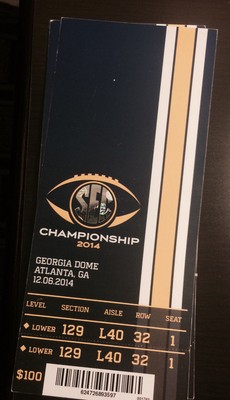 SEC
CHAMPIONSHIP
2014
GEORGIA DOME
ATLANTA, GA
12.06.2014
LEVEL SECTION AISLE ROW SEAT
LOWER 129 L40 32 1
LOWER 129 L40 32 1
$100
624726893597